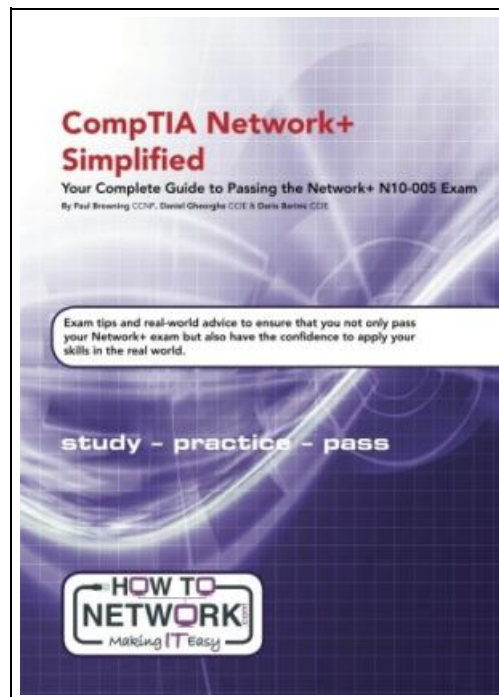 CompTIA Network+
Simplified
Your Complete Guide to Passing the Network+ N10-005 Exam
By Paul Browning CCNP, Daniel Gheorghe CCIE & Dario Barinic CCIE
Exam tips and real-world advice to ensure that you not only pass
your Network+ exam but also have the confidence to apply your
skills in the real world.
study - practice - pass
HOW TO
NETWORK.com
Making IT Easy